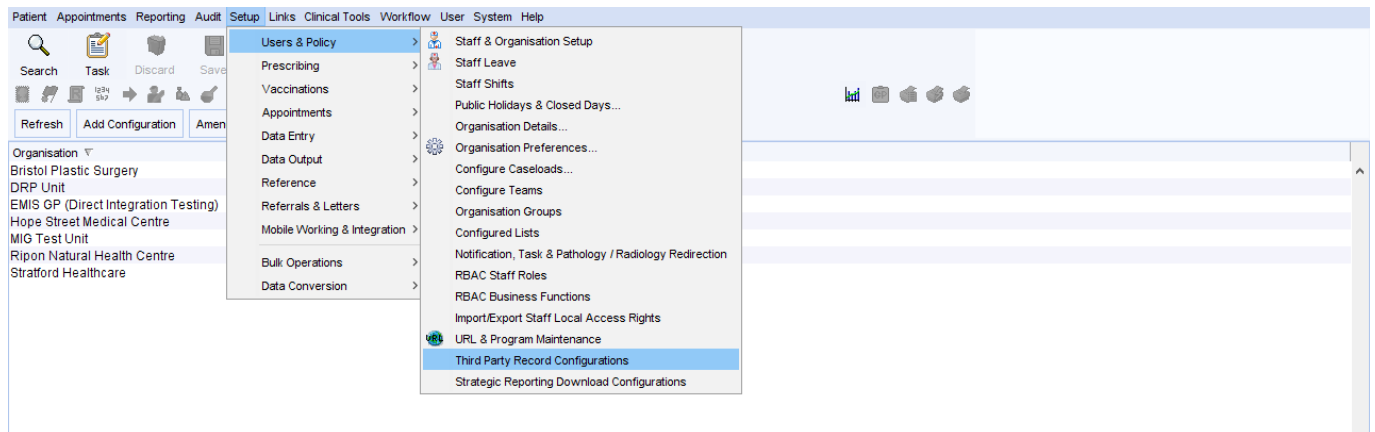 Patient Appointments Reporting Audit Setup Links Clinical Tools Workflow User System Help
Search Task Discard Save
Refresh Add Configuration Amen
Organisation
Bristol Plastic Surgery
DRP Unit
EMIS GP (Direct Integration Testing)
Hope Street Medical Centre
MIG Test Unit
Ripon Natural Health Centre
Stratford Healthcare
Users & Policy
Prescribing
Vaccinations
Appointments
Data Entry
Data Output
Reference
Referrals & Letters
Mobile Working & Integration
Bulk Operations
Data Conversion
Staff & Organisation Setup
Staff Leave
Staff Shifts
Public Holidays & Closed Days...
Organisation Details...
Organisation Preferences...
Configure Caseloads...
Configure Teams
Organisation Groups
Configured Lists
Notification, Task & Pathology / Radiology Redirection
RBAC Staff Roles
RBAC Business Functions
Import/Export Staff Local Access Rights
URL URL & Program Maintenance
Third Party Record Configurations
Strategic Reporting Download Configurations